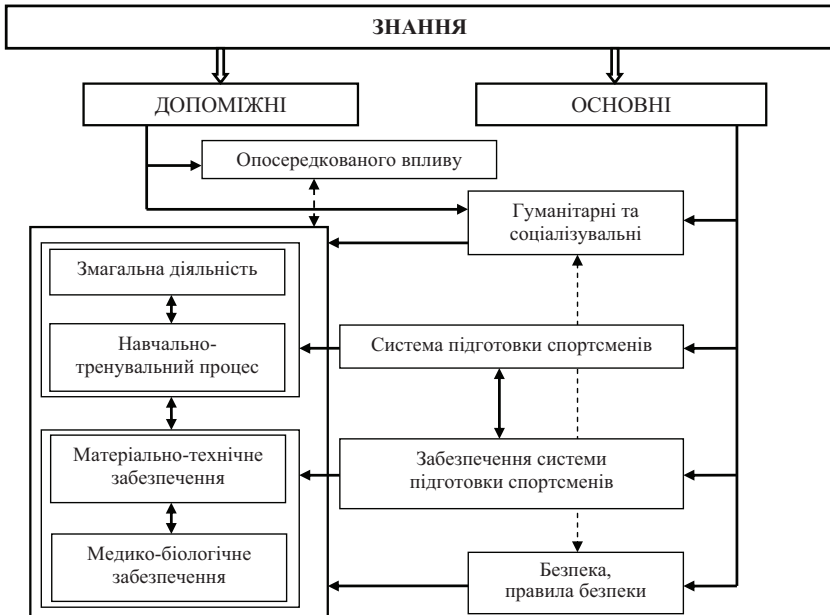 ЗНАННЯ
ДОПОМІЖНІ
ОСНОВНІ
Опосередкованого впливу
Гуманітарні та
соціалізувальні
Змагальна діяльність
Навчально-
тренувальний процес
Система підготовки спортсменів
Матеріально-технічне
забезпечення
Забезпечення системи
підготовки спортсменів
Медико-біологічне
забезпечення
Безпека,
правила безпеки